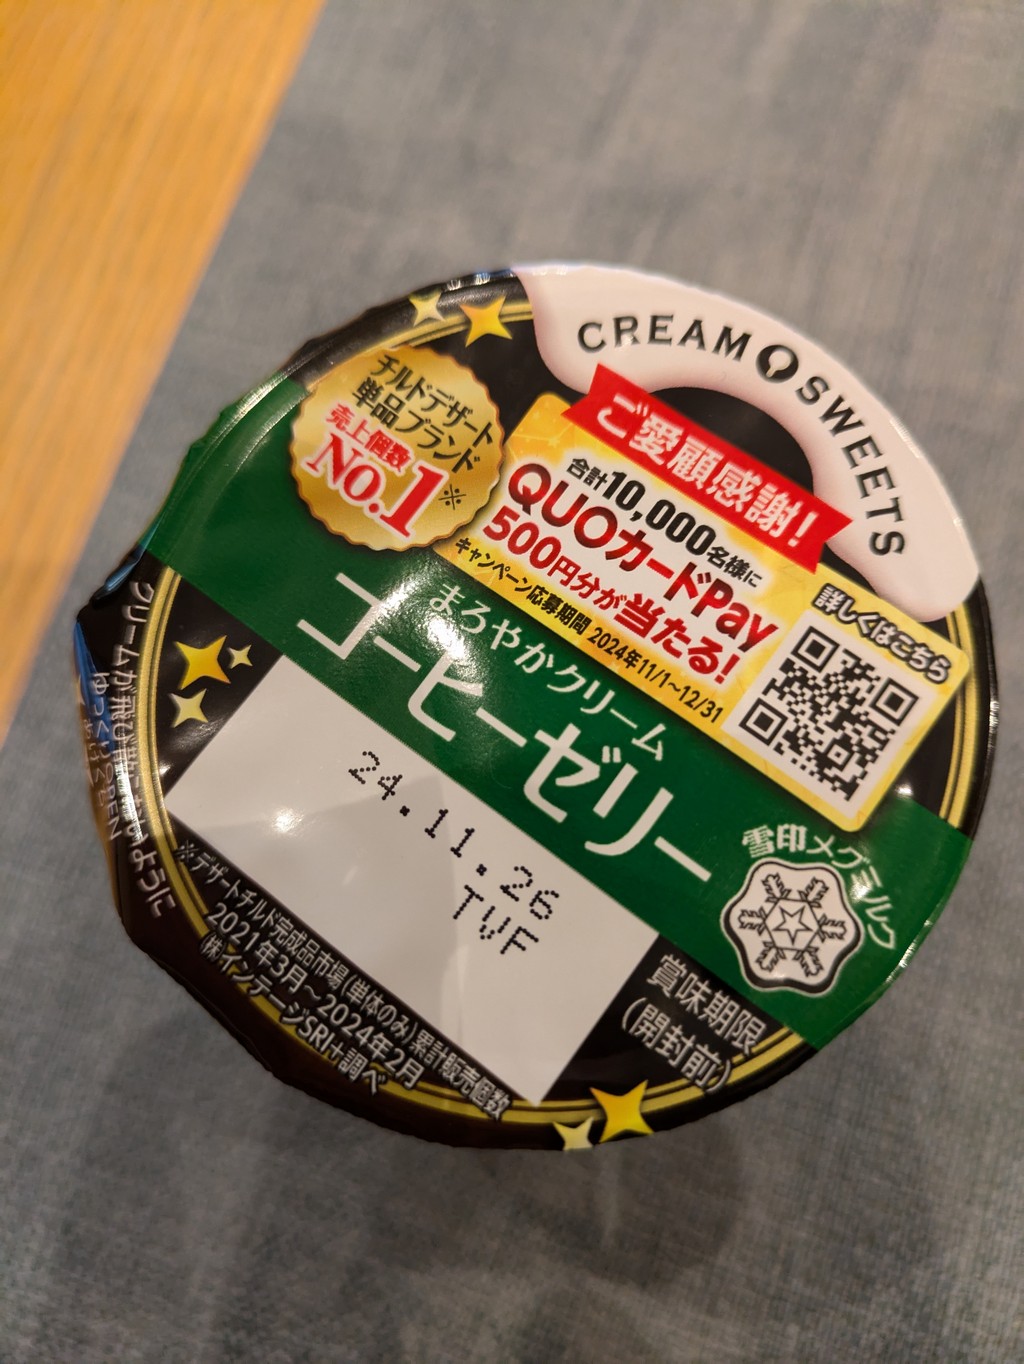 CREAM SWEETS
チルドデザート
単品ブランド
売上個数
No.1※
ご愛顧感謝!
合計10,000名様に
QUOカードPay
500円分が当たる!
キャンペーン応募期間 2024年11/1~12/31
詳しくはこちら
まろやかクリーム
コーヒーゼリー
雪印メグミルク
24.11.26
TVF
賞味期限
(開封前)
※デザートチルド完成品市場(単体のみ)累計販売個数
2021年3月~2024年2月
(株)インテージSRI+調べ
クリームが飛び出さないように
ゆっくりと OPEN